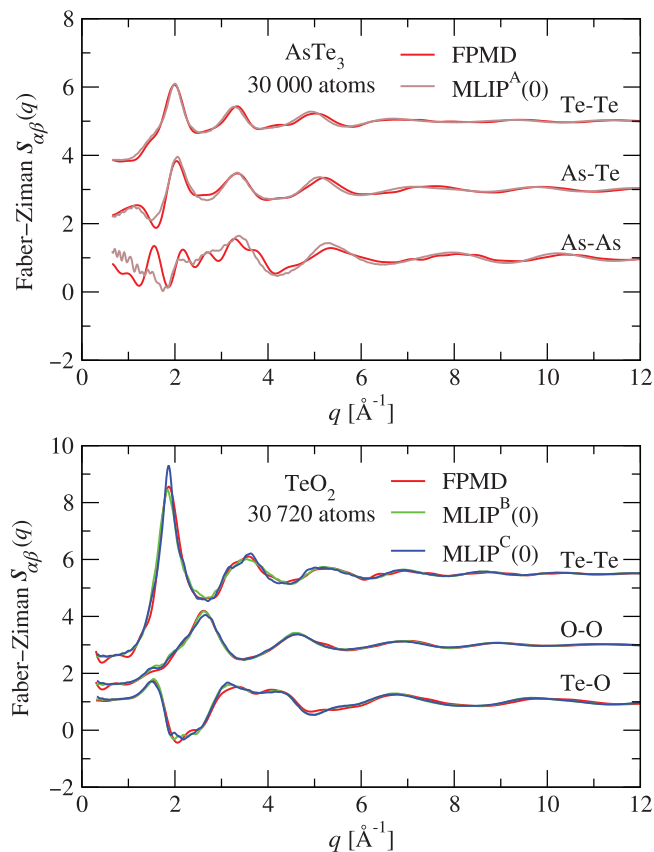 8
6
4
2
0
-2
Faber−Ziman Sαβ(q)
AsTe3
30 000 atoms
FPMD
MLIP^A(0)
Te-Te
As-Te
As-As
0 2 4 6 8 10 12
q [Å-1]
10
8
6
4
2
0
-2
Faber−Ziman Sαβ(q)
TeO2
30 720 atoms
FPMD
MLIP^B(0)
MLIP^C(0)
Te-Te
O-O
Te-O
0 2 4 6 8 10 12
q [Å-1]